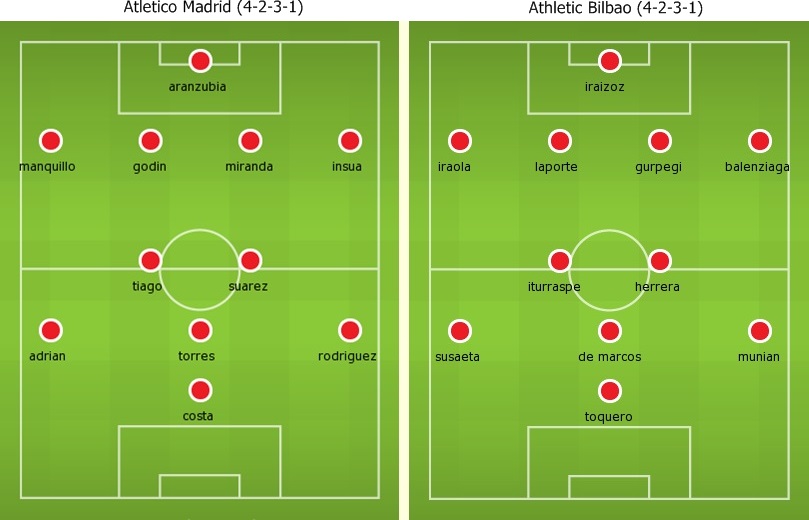 Atletico Madrid (4-2-3-1)
aranzubia
manquillo godin miranda insua
tiago suarez
adrian torres rodriguez
costa
Athletic Bilbao (4-2-3-1)
iraizoz
iraola laporte gurpegi balenziaga
iturraspe herrera
susaeta de marcos munian
toquero